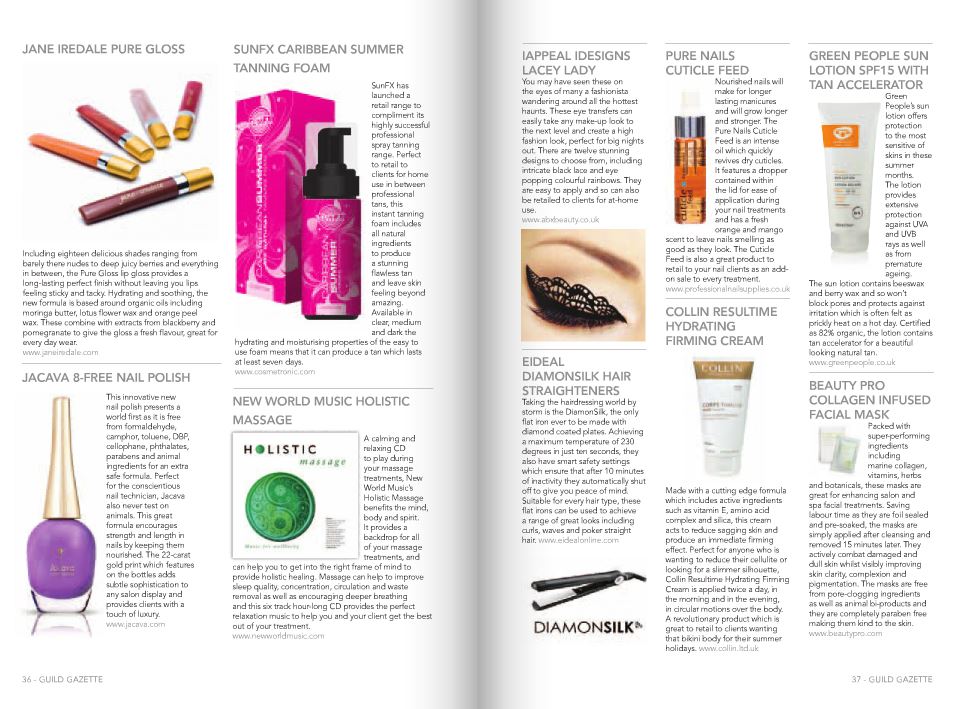 JANE IREDALE PURE GLOSS
Including eighteen delicious shades ranging from
barely there nudes to deep juicy berries and everything
in between, the Pure Gloss lip gloss provides a
long-lasting perfect finish without leaving you lips
feeling sticky and tacky. Hydrating and soothing, the
new formula is based around organic oils including
moringa butter, lotus flower wax and orange peel
wax. These combine with extracts from blackberry and
pomegranate to give the gloss a fresh flavour, great for
every day wear.
www.janeiredale.com
JACAVA 8-FREE NAIL POLISH
This innovative new
nail polish presents a
world first as it is free
from formaldehyde,
camphor, toluene, DBP,
cellophane, phthalates,
parabens and animal
ingredients for an extra
safe formula. Perfect
for the conscientious
nail technician, Jacava
also never test on
animals. This great
formula encourages
strength and length in
nails by keeping them
nourished. The 22-carat
gold print which features
on the bottles adds
subtle sophistication to
any salon display and
provides clients with a
touch of luxury.
www.jacava.com
Jacava
SUNFX CARIBBEAN SUMMER
TANNING FOAM
SunFX has
launched a
retail range to
compliment its
highly successful
professional
spray tanning
range. Perfect
to retail to
clients for home
use in between
professional
tans, this
instant tanning
foam includes
all natural
ingredients
to produce
a stunning
flawless tan
and leave skin
feeling beyond
amazing.
Available in
clear, medium
and dark the
hydrating and moisturising properties of the easy to
use foam means that it can produce a tan which lasts
at least seven days.
www.cosmetronic.com
CARIBBEANSUMMER
CARIBBEAN
SUMMER
NEW WORLD MUSIC HOLISTIC
MASSAGE
HOLISTIC
massage
Music for wellbeing
A calming and
relaxing CD
to play during
your massage
treatments, New
World Music's
Holistic Massage
benefits the mind,
body and spirit.
It provides a
backdrop for all
of your massage
treatments, and
can help you to get into the right frame of mind to
provide holistic healing. Massage can help to improve
sleep quality, concentration, circulation and waste
removal as well as encouraging deeper breathing
and this six track hour-long CD provides the perfect
relaxation music to help you and your client get the best
out of your treatment.
www.newworldmusic.com
36 - GUILD GAZETTE
IAPPEAL IDESIGNS
LACEY LADY
You may have seen these on
the eyes of many a fashionista
wandering around all the hottest
haunts. These eye transfers can
easily take any make-up look to
the next level and create a high
fashion look, perfect for big nights
out. There are twelve stunning
designs to choose from, including
intricate black lace and eye
popping colourful rainbows. They
are easy to apply and so can also
be retailed to clients for at-home
use.
www.abxbeauty.co.uk
EIDEAL
DIAMONSILK HAIR
STRAIGHTENERS
Taking the hairdressing world by
storm is the DiamonSilk, the only
flat iron ever to be made with
diamond coated plates. Achieving
a maximum temperature of 230
degrees in just ten seconds, they
also have smart safety settings
which ensure that after 10 minutes
of inactivity they automatically shut
off to give you peace of mind.
Suitable for every hair type, these
flat irons can be used to achieve
a range of great looks including
curls, waves and poker straight
hair. www.eidealonline.com
DIAMONSILK
PURE NAILS
CUTICLE FEED
Nourished nails will
make for longer
lasting manicures
and will grow longer
and stronger. The
Pure Nails Cuticle
Feed is an intense
oil which quickly
revives dry cuticles.
It features a dropper
contained within
the lid for ease of
application during
your nail treatments
and has a fresh
orange and mango
scent to leave nails smelling as
good as they look. The Cuticle
Feed is also a great product to
retail to your nail clients as an add-
on sale to every treatment.
www.professionalnailsupplies.co.uk
cuticle feed
COLLIN RESULTIME
HYDRATING
FIRMING CREAM
COLLIN
Made with a cutting edge formula
which includes active ingredients
such as vitamin E, amino acid
complex and silica, this cream
acts to reduce sagging skin and
produce an immediate firming
effect. Perfect for anyone who is
wanting to reduce their cellulite or
looking for a slimmer silhouette,
Collin Resultime Hydrating Firming
Cream is applied twice a day, in
the morning and in the evening,
in circular motions over the body.
A revolutionary product which is
great to retail to clients wanting
that bikini body for their summer
holidays. www.collin.ltd.uk
GREEN PEOPLE SUN
LOTION SPF15 WITH
TAN ACCELERATOR
Green
People's sun
lotion offers
protection
to the most
sensitive of
skins in these
summer
months.
The lotion
provides
extensive
protection
against UVA
and UVB
rays as well
as from
premature
ageing.
The sun lotion contains beeswax
and berry wax and so won't
block pores and protects against
irritation which is often felt as
prickly heat on a hot day. Certified
as 82% organic, the lotion contains
tan accelerator for a beautiful
looking natural tan.
www.greenpeople.co.uk
BEAUTY PRO
COLLAGEN INFUSED
FACIAL MASK
Packed with
super-performing
ingredients
including
marine collagen,
vitamins, herbs
and botanicals, these masks are
great for enhancing salon and
spa facial treatments. Saving
labour time as they are foil sealed
and pre-soaked, the masks are
simply applied after cleansing and
removed 15 minutes later. They
actively combat damaged and
dull skin whilst visibly improving
skin clarity, complexion and
pigmentation. The masks are free
from pore-clogging ingredients
as well as animal bi-products and
they are completely paraben free
making them kind to the skin.
www.beautypro.com
37 - GUILD GAZETTE